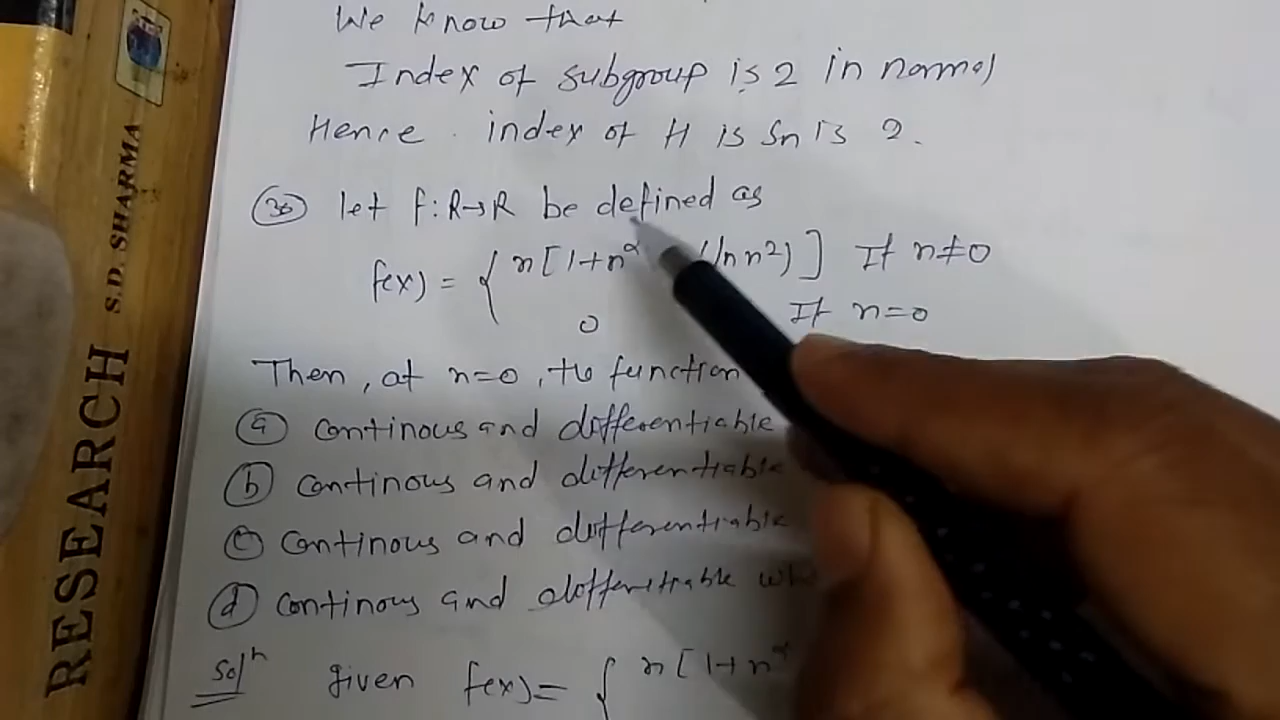 We know that
Index of subgroup is 2 in normal
Hence . index of H is Sn is 2.
(30) let f:R→R be defined as
f(x) = { x[1+x^α (ln x²)] If x≠0
0 If x=0
Then, at x=0, the function
(a) continous and differentiable
(b) continous and differentiable
(c) continous and differentiable
(d) continous and differentiable
Solⁿ given f(x)= { x[1+x^α
RESEARCH S.D. SHARMA